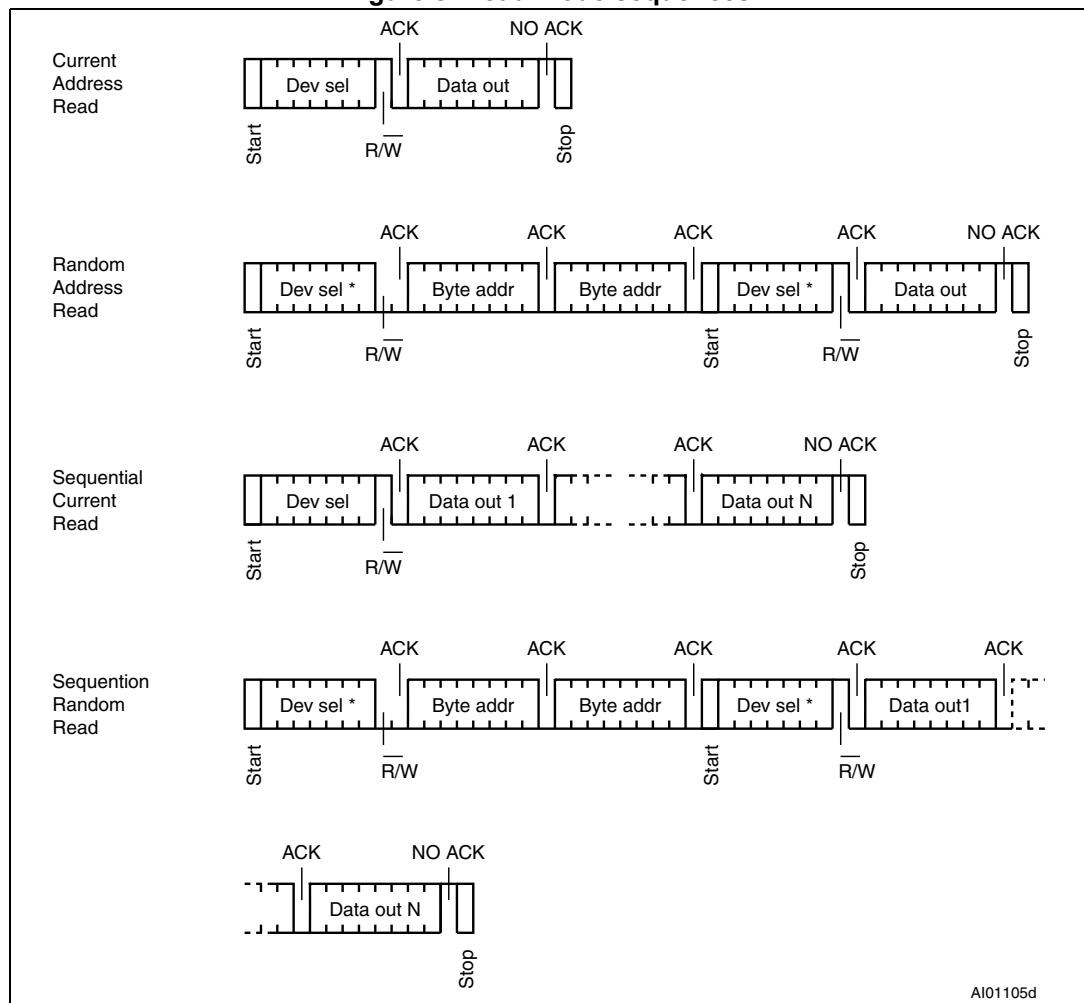 ACK NO ACK
Current
Address
Read
Dev sel Data out
Start R/W Stop
ACK ACK ACK ACK NO ACK
Random
Address
Read
Dev sel * Byte addr Byte addr Dev sel * Data out
Start R/W Start R/W Stop
ACK ACK ACK NO ACK
Sequential
Current
Read
Dev sel Data out 1 Data out N
Start R/W Stop
ACK ACK ACK ACK ACK
Sequention
Random
Read
Dev sel * Byte addr Byte addr Dev sel * Data out1
Start R/W Start R/W
ACK NO ACK
Data out N
Stop
AI01105d